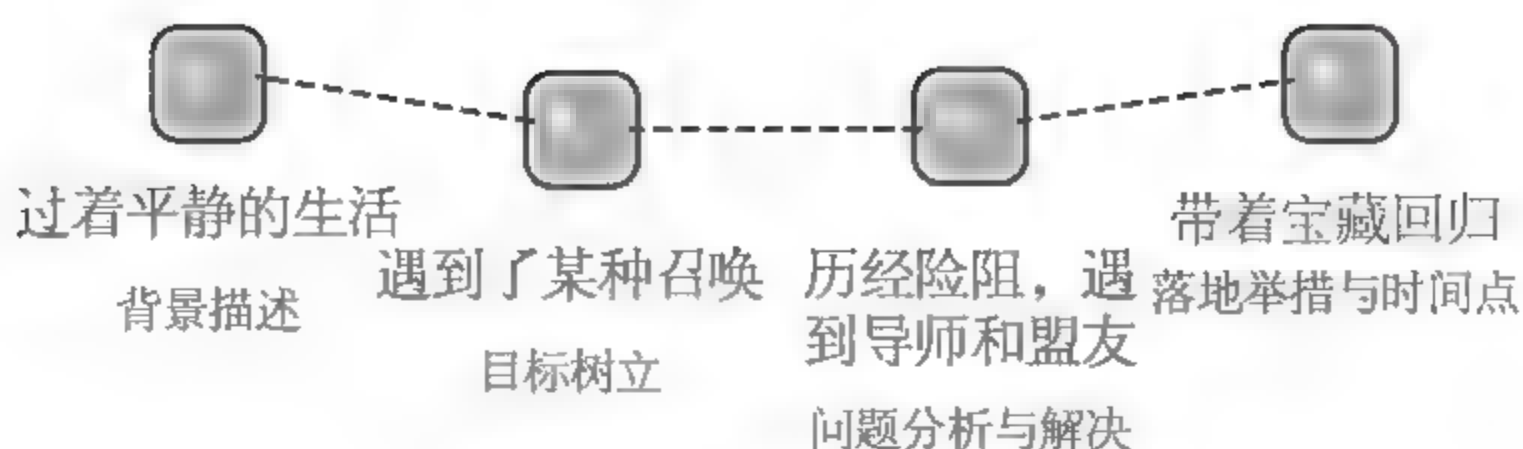 过着平静的生活
背景描述
遇到了某种召唤
目标树立
历经险阻，遇
到导师和盟友
问题分析与解决
带着宝藏回归
落地举措与时间点